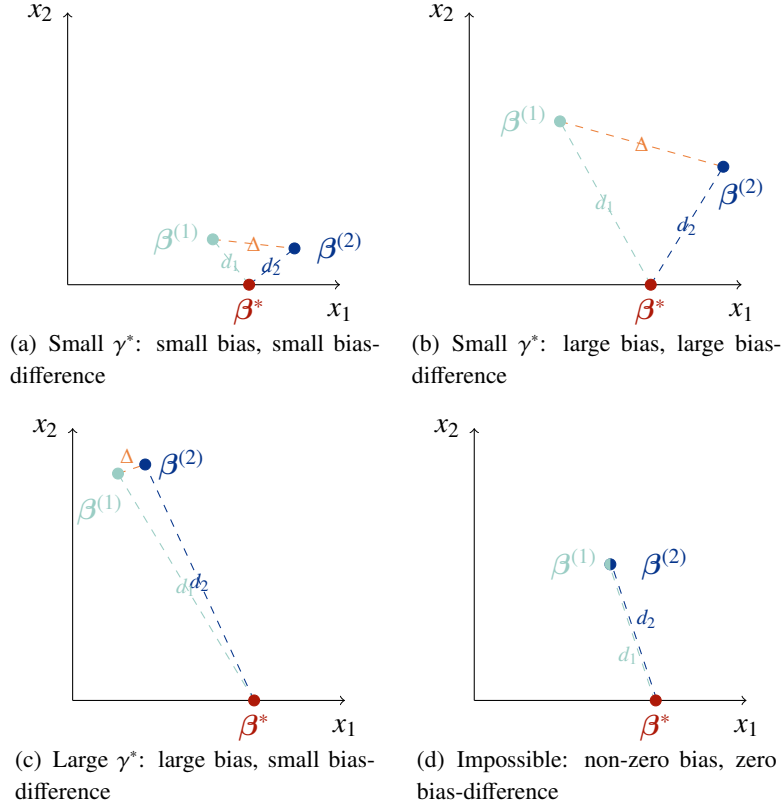 x₂ x₂
β⁽¹⁾
β⁽¹⁾ Δ β⁽²⁾
d₁ d₂
β⁽²⁾
Δ
d₁ d₂
β* x₁ β* x₁
(a) Small γ*: small bias, small bias-
difference
(b) Small γ*: large bias, large bias-
difference
x₂ x₂
Δ β⁽²⁾
β⁽¹⁾
d₁ d₂
β⁽¹⁾ β⁽²⁾
d₂
d₁
β* x₁ β* x₁
(c) Large γ*: large bias, small bias-
difference
(d) Impossible: non-zero bias, zero
bias-difference